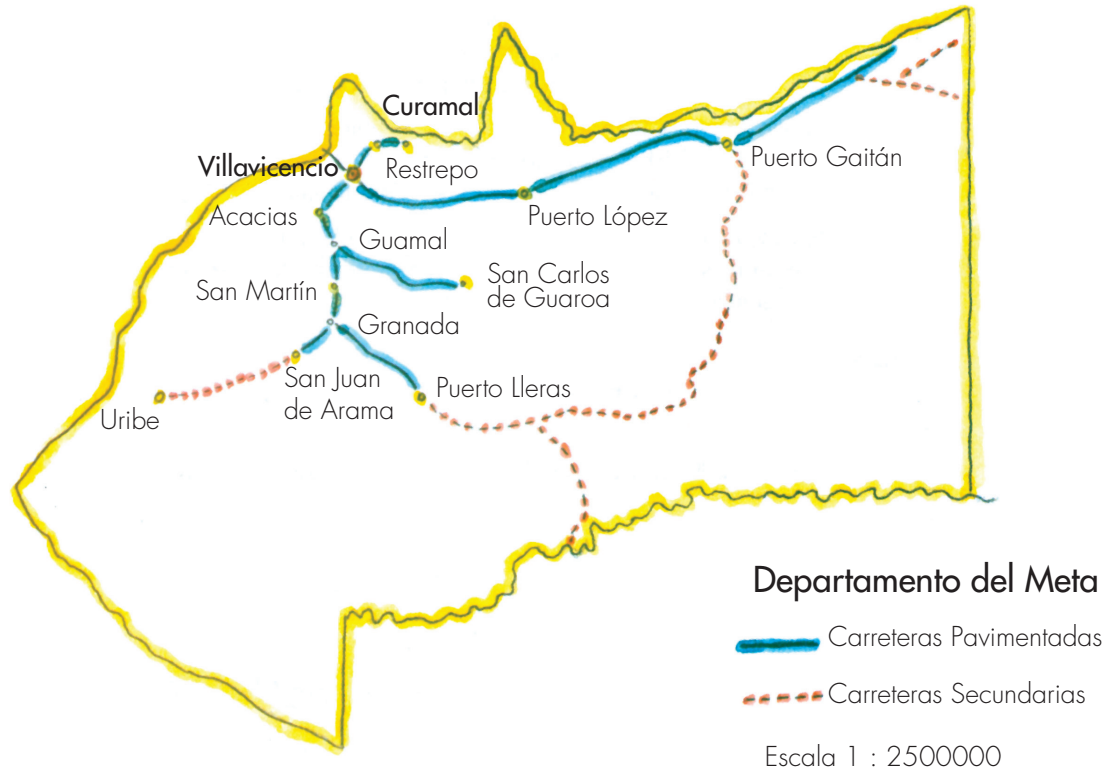 Curamal
Villavicencio
Restrepo
Puerto Gaitán
Acacias
Puerto López
Guamal
San Martín
San Carlos
de Guaroa
Granada
San Juan
de Arama
Puerto Lleras
Uribe
Departamento del Meta
Carreteras Pavimentadas
Carreteras Secundarias
Escala 1 : 2500000